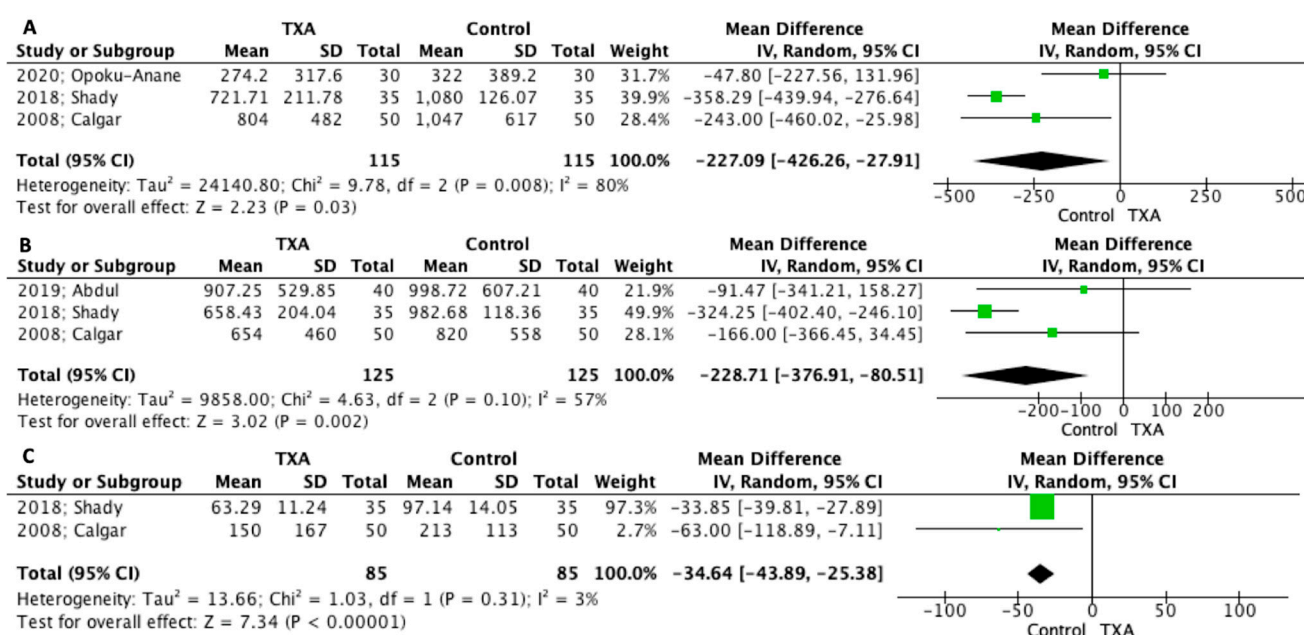 A
TXA Control Mean Difference Mean Difference
Study or Subgroup Mean SD Total Mean SD Total Weight IV, Random, 95% CI IV, Random, 95% CI
2020; Opoku-Anane 274.2 317.6 30 322 389.2 30 31.7% -47.80 [-227.56, 131.96]
2018; Shady 721.71 211.78 35 1,080 126.07 35 39.9% -358.29 [-439.94, -276.64]
2008; Calgar 804 482 50 1,047 617 50 28.4% -243.00 [-460.02, -25.98]
Total (95% CI) 115 115 100.0% -227.09 [-426.26, -27.91]
Heterogeneity: Tau² = 24140.80; Chi² = 9.78, df = 2 (P = 0.008); I² = 80%
Test for overall effect: Z = 2.23 (P = 0.03)
-500 -250 0 250 500
Control TXA
B
TXA Control Mean Difference Mean Difference
Study or Subgroup Mean SD Total Mean SD Total Weight IV, Random, 95% CI IV, Random, 95% CI
2019; Abdul 907.25 529.85 40 998.72 607.21 40 21.9% -91.47 [-341.21, 158.27]
2018; Shady 658.43 204.04 35 982.68 118.36 35 49.9% -324.25 [-402.40, -246.10]
2008; Calgar 654 460 50 820 558 50 28.1% -166.00 [-366.45, 34.45]
Total (95% CI) 125 125 100.0% -228.71 [-376.91, -80.51]
Heterogeneity: Tau² = 9858.00; Chi² = 4.63, df = 2 (P = 0.10); I² = 57%
Test for overall effect: Z = 3.02 (P = 0.002)
-200 -100 0 100 200
Control TXA
C
TXA Control Mean Difference Mean Difference
Study or Subgroup Mean SD Total Mean SD Total Weight IV, Random, 95% CI IV, Random, 95% CI
2018; Shady 63.29 11.24 35 97.14 14.05 35 97.3% -33.85 [-39.81, -27.89]
2008; Calgar 150 167 50 213 113 50 2.7% -63.00 [-118.89, -7.11]
Total (95% CI) 85 85 100.0% -34.64 [-43.89, -25.38]
Heterogeneity: Tau² = 13.66; Chi² = 1.03, df = 1 (P = 0.31); I² = 3%
Test for overall effect: Z = 7.34 (P < 0.00001)
-100 -50 0 50 100
Control TXA